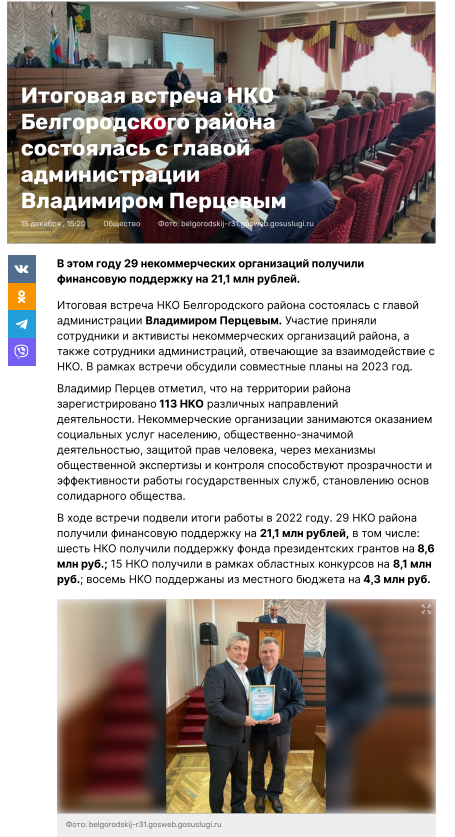 Итоговая встреча НКО
Белгородского района
состоялась с главой
администрации
Владимиром Перцевым
15 декабря , 15:20 Общество Фото: belgorodskij-r31.gosweb.gosuslugi.ru
В этом году 29 некоммерческих организаций получили
финансовую поддержку на 21,1 млн рублей.
Итоговая встреча НКО Белгородского района состоялась с главой
администрации Владимиром Перцевым. Участие приняли
сотрудники и активисты некоммерческих организаций района, а
также сотрудники администраций, отвечающие за взаимодействие с
НКО. В рамках встречи обсудили совместные планы на 2023 год.
Владимир Перцев отметил, что на территории района
зарегистрировано 113 НКО различных направлений
деятельности. Некоммерческие организации занимаются оказанием
социальных услуг населению, общественно-значимой
деятельностью, защитой прав человека, через механизмы
общественной экспертизы и контроля способствуют прозрачности и
эффективности работы государственных служб, становлению основ
солидарного общества.
В ходе встречи подвели итоги работы в 2022 году. 29 НКО района
получили финансовую поддержку на 21,1 млн рублей, в том числе:
шесть НКО получили поддержку фонда президентских грантов на 8,6
млн руб.; 15 НКО получили в рамках областных конкурсов на 8,1 млн
руб.; восемь НКО поддержаны из местного бюджета на 4,3 млн руб.
Фото: belgorodskij-r31.gosweb.gosuslugi.ru